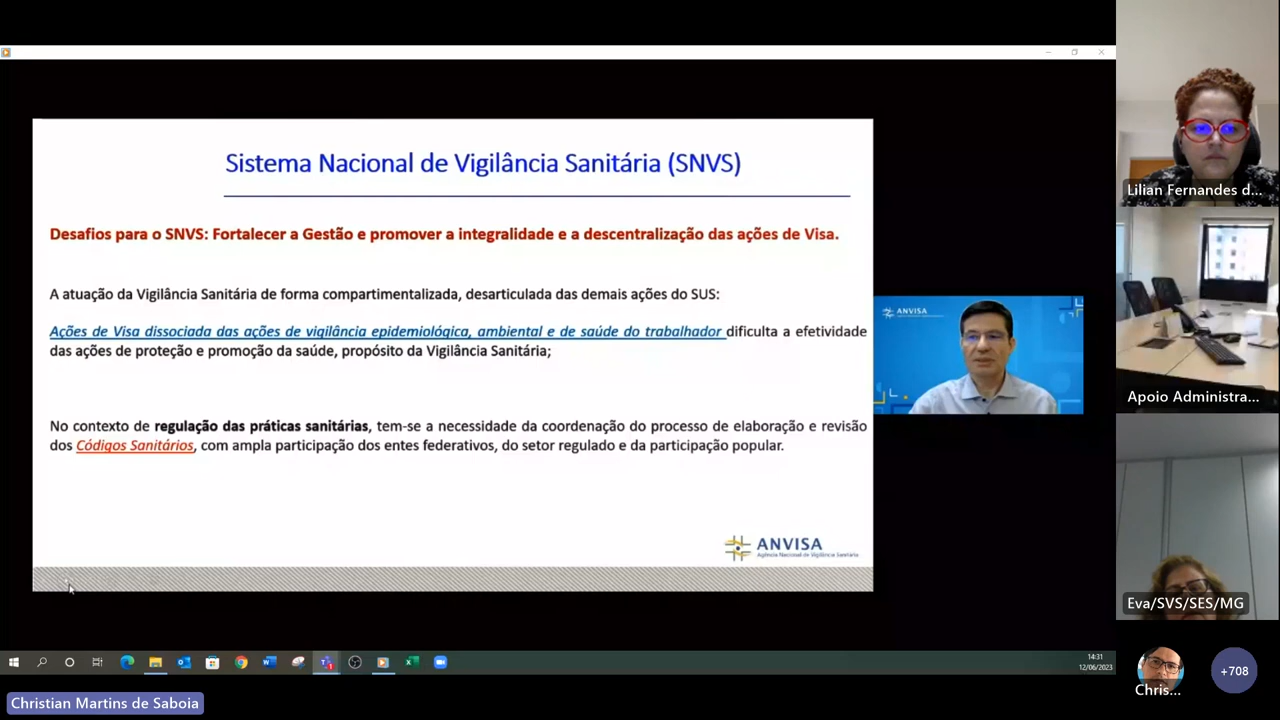 Sistema Nacional de Vigilância Sanitária (SNVS)
Desafios para o SNVS: Fortalecer a Gestão e promover a integralidade e a descentralização das ações de Visa.
A atuação da Vigilância Sanitária de forma compartimentalizada, desarticulada das demais ações do SUS:
Ações de Visa dissociada das ações de vigilância epidemiológica, ambiental e de saúde do trabalhador dificulta a efetividade
das ações de proteção e promoção da saúde, propósito da Vigilância Sanitária;
No contexto de regulação das práticas sanitárias, tem-se a necessidade da coordenação do processo de elaboração e revisão
dos Códigos Sanitários, com ampla participação dos entes federativos, do setor regulado e da participação popular.
ANVISA
Agência Nacional de Vigilância Sanitária
ANVISA
Lilian Fernandes d...
Apoio Administra...
Eva/SVS/SES/MG
Chris...
+708
14:31
12/06/2023
Christian Martins de Saboia